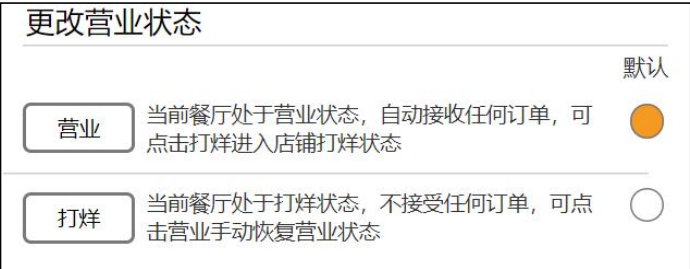 更改营业状态
默认
营业
当前餐厅处于营业状态，自动接收任何订单，可
点击打烊进入店铺打烊状态
打烊
当前餐厅处于打烊状态，不接受任何订单，可点
击营业手动恢复营业状态